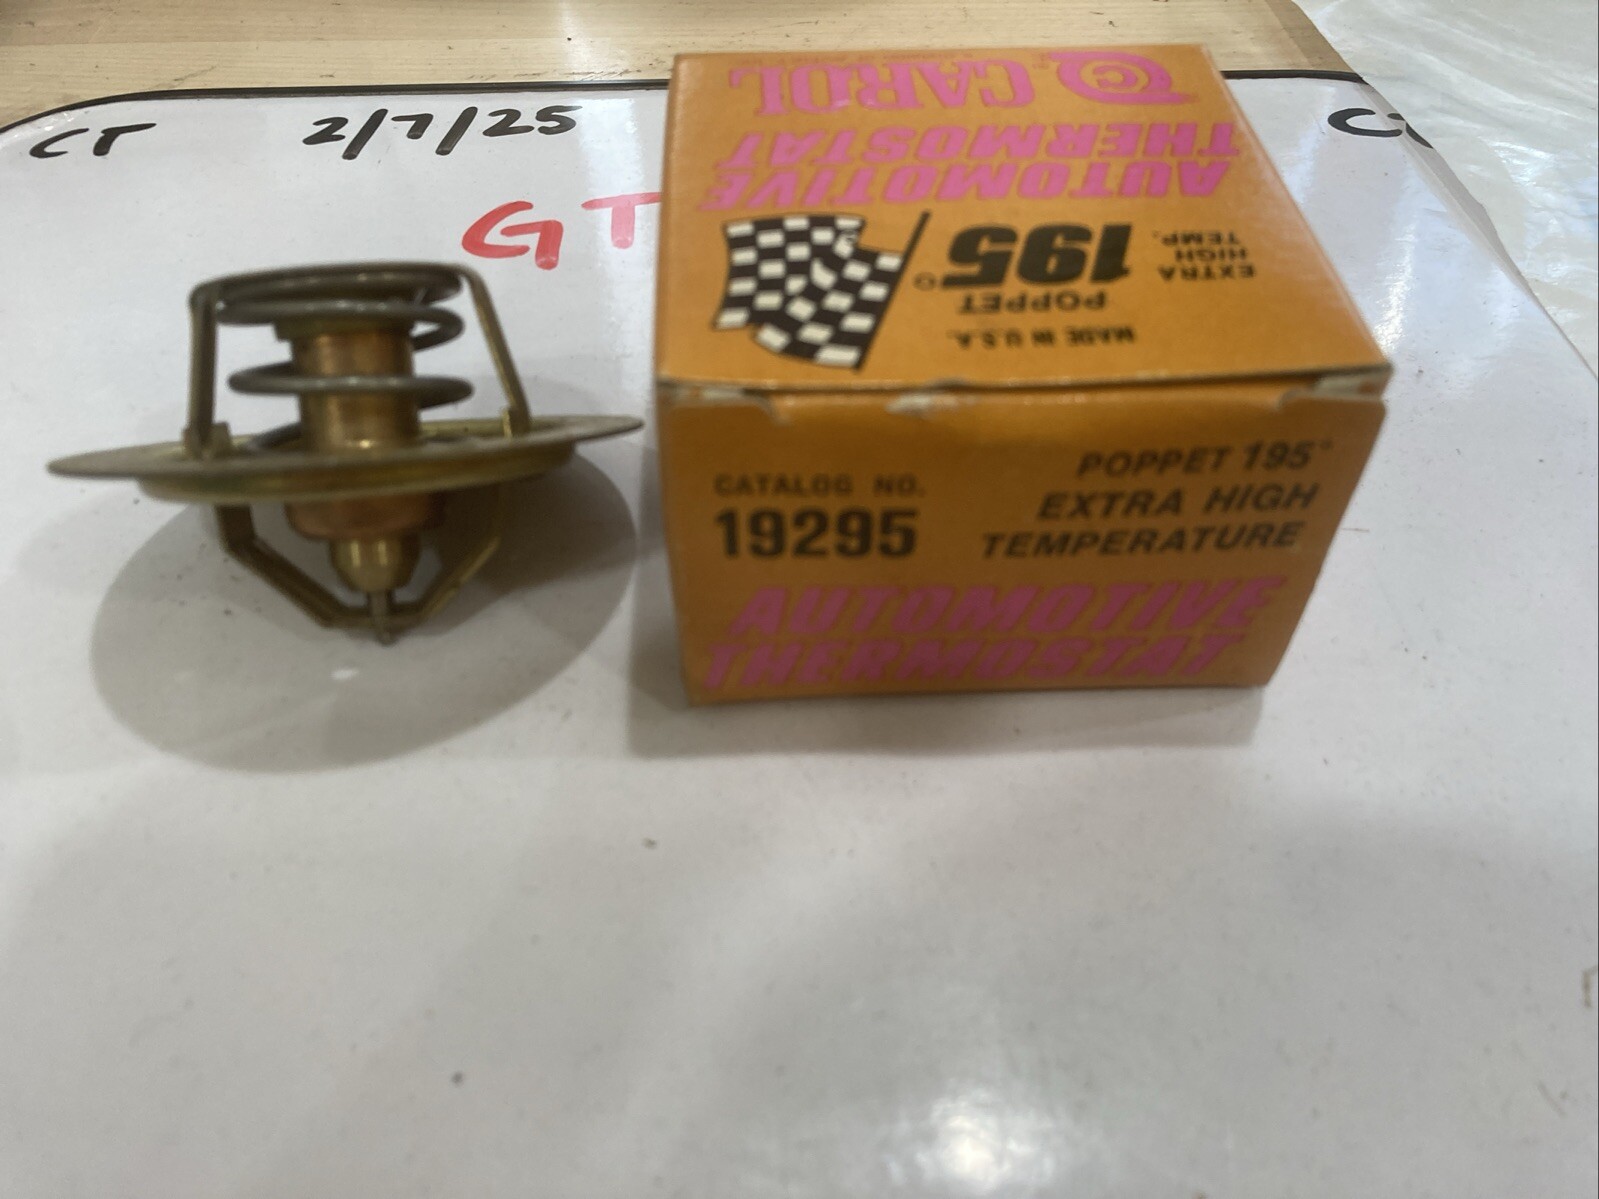 CT 2/7/25
GT
CAROL
AUTOMOTIVE
THERMOSTAT
EXTRA
HIGH
TEMP.
195°
POPPET
MADE IN U.S.A.
CATALOG NO.
19295
POPPET 195°
EXTRA HIGH
TEMPERATURE
AUTOMOTIVE
THERMOSTAT